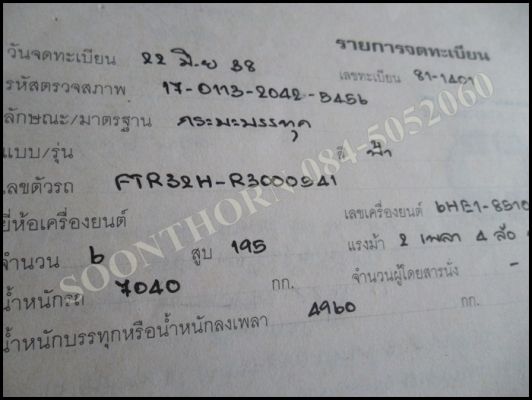 รายการจดทะเบียน
วันจดทะเบียน 22 มิ.ย 38 เลขทะเบียน 81-1401
รหัสตรวจสภาพ 17-0113-2042-3456
ลักษณะ/มาตรฐาน กระบะบรรทุก
แบบ/รุ่น สี ฟ้า
เลขตัวรถ FTR32H-R3000941
ยี่ห้อเครื่องยนต์ เลขเครื่องยนต์ 6HE1-8510
จำนวน 6 สูบ 195 แรงม้า 2 เพลา 4 ล้อ
น้ำหนักรถ 7040 กก. จำนวนผู้โดยสารนั่ง -
น้ำหนักบรรทุกหรือน้ำหนักลงเพลา 4960 กก.
SOONTHORN 084-5052060